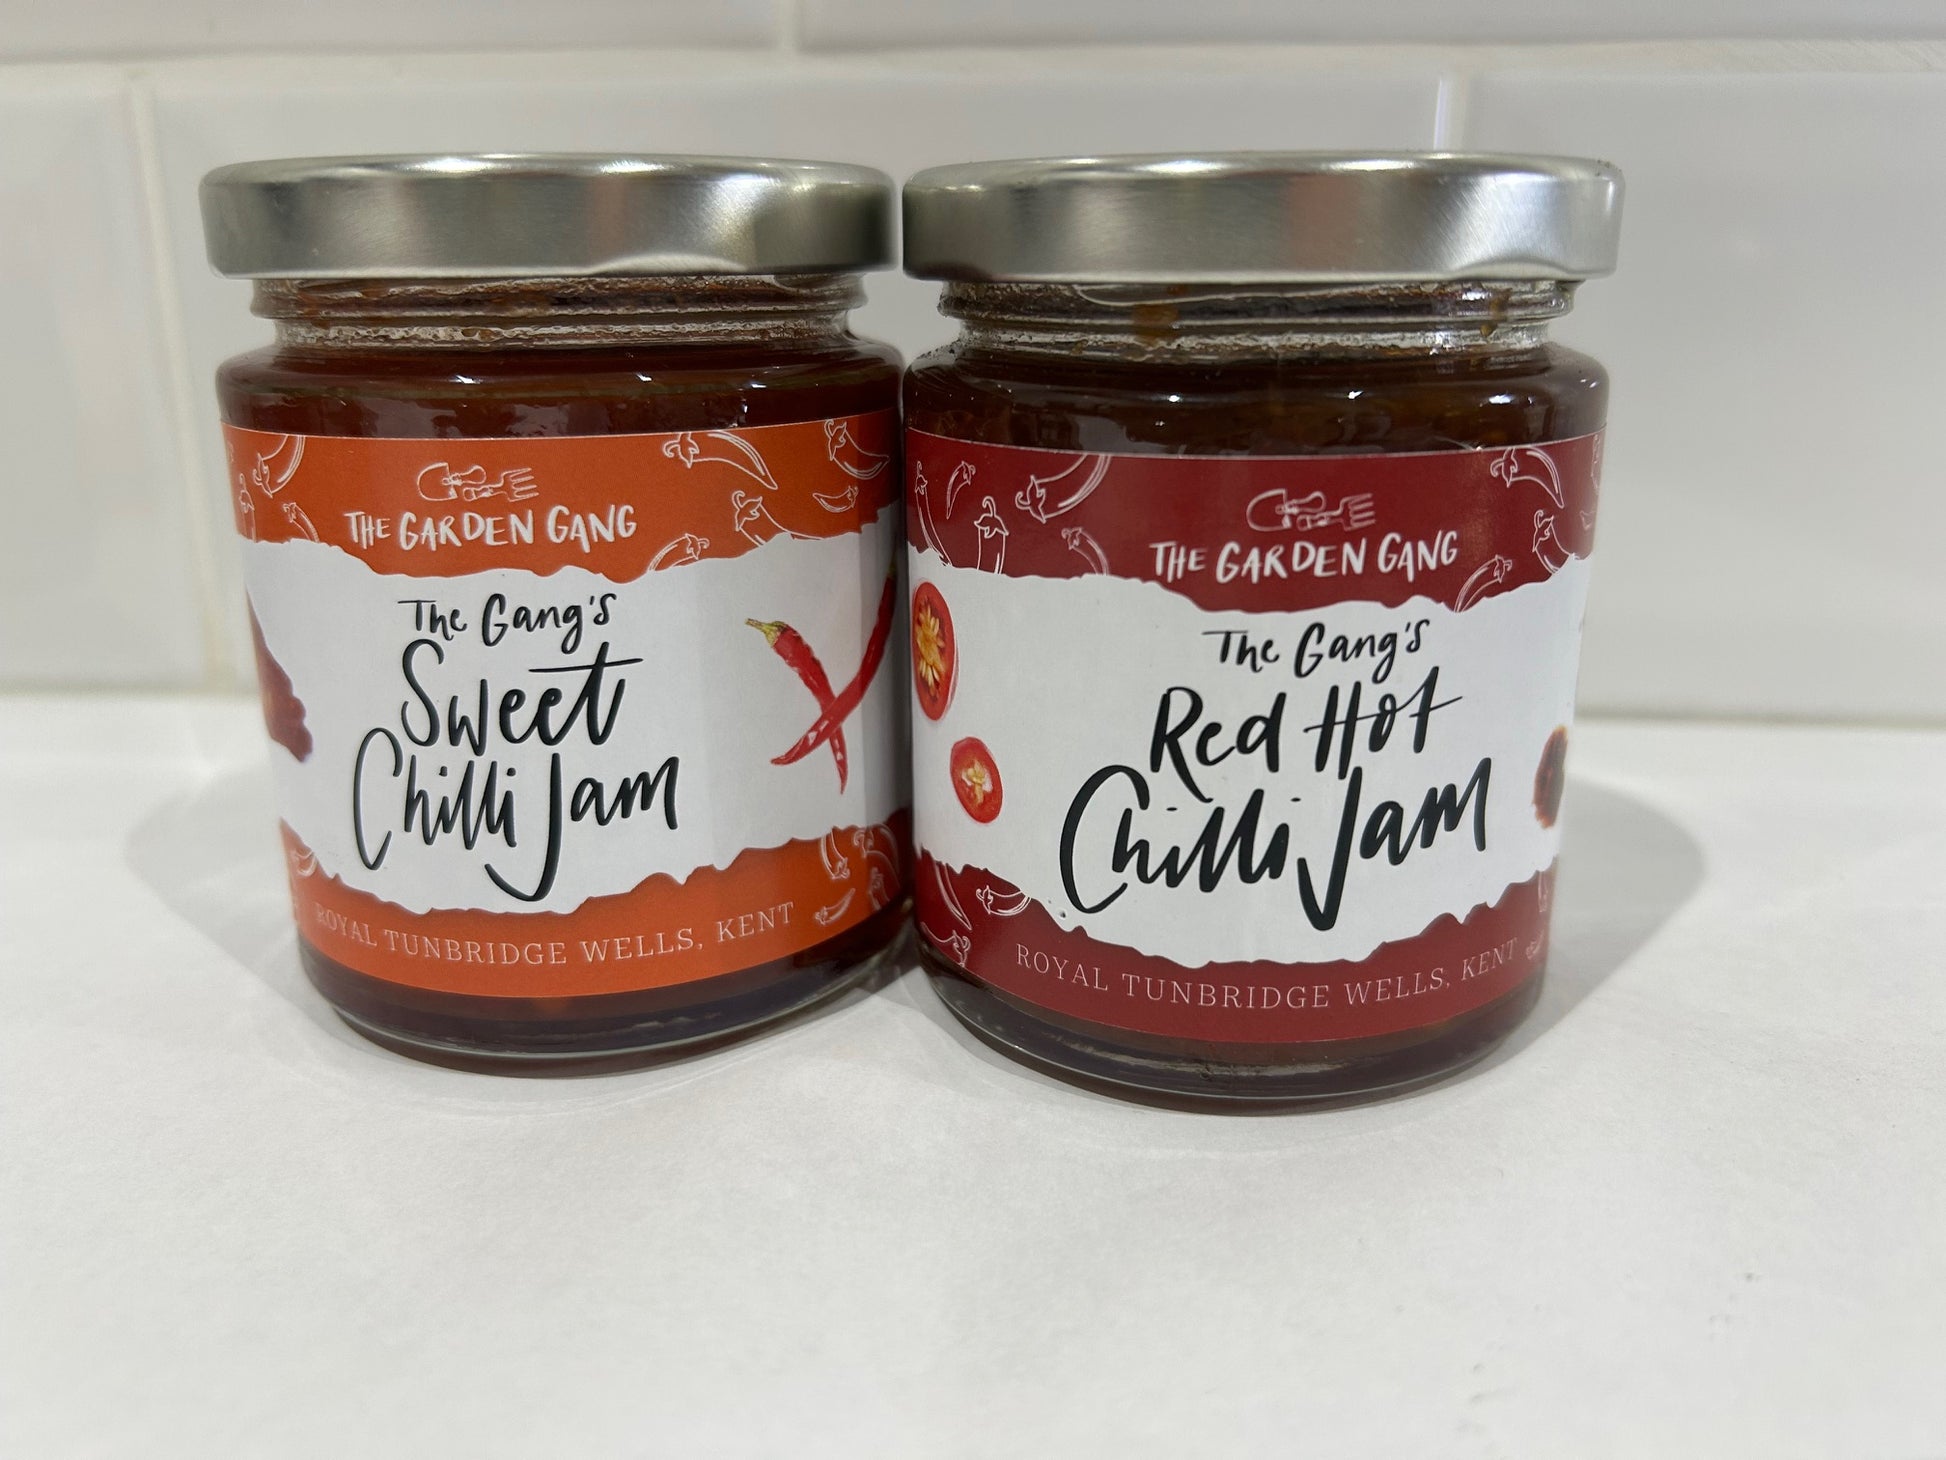 THE GARDEN GANG
The Gang's
Sweet
Chilli Jam
ROYAL TUNBRIDGE WELLS, KENT
THE GARDEN GANG
The Gang's
Red Hot
Chilli Jam
ROYAL TUNBRIDGE WELLS, KENT